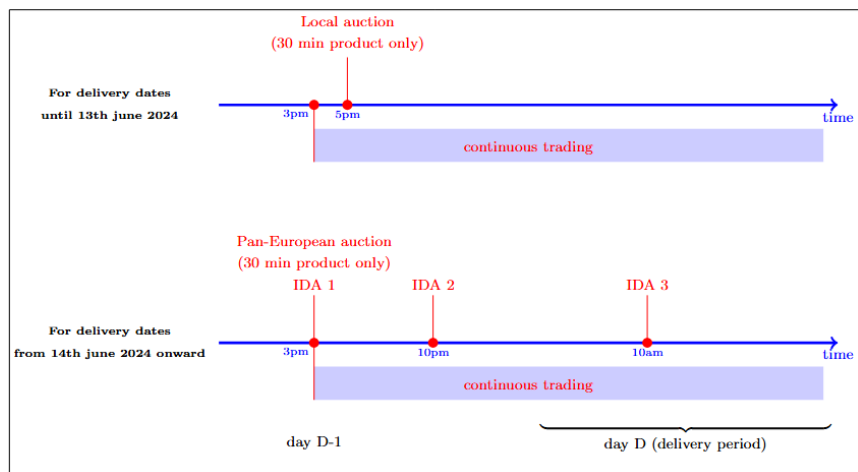 Local auction
(30 min product only)
For delivery dates
until 13th june 2024
3pm
5pm
time
continuous trading
Pan-European auction
(30 min product only)
IDA 1
IDA 2
IDA 3
For delivery dates
from 14th june 2024 onward
3pm
10pm
10am
time
continuous trading
day D-1
day D (delivery period)